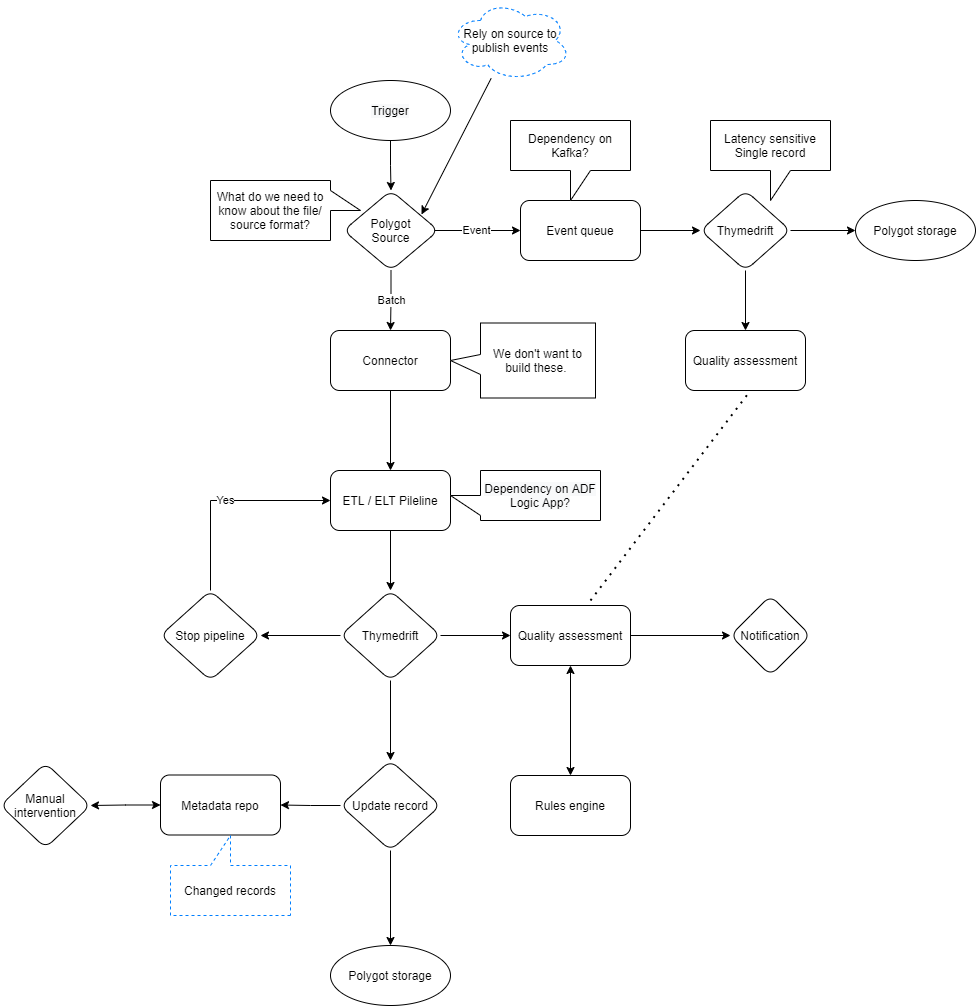 Rely on source to
publish events
Trigger
Dependency on
Kafka?
Latency sensitive
Single record
What do we need to
know about the file/
source format?
Polygot
Source
Event
Event queue
Thymedrift
Polygot storage
Batch
Connector
We don't want to
build these.
Quality assessment
Yes
ETL / ELT Pileline
Dependency on ADF
Logic App?
Stop pipeline
Thymedrift
Quality assessment
Notification
Manual
intervention
Metadata repo
Update record
Rules engine
Changed records
Polygot storage